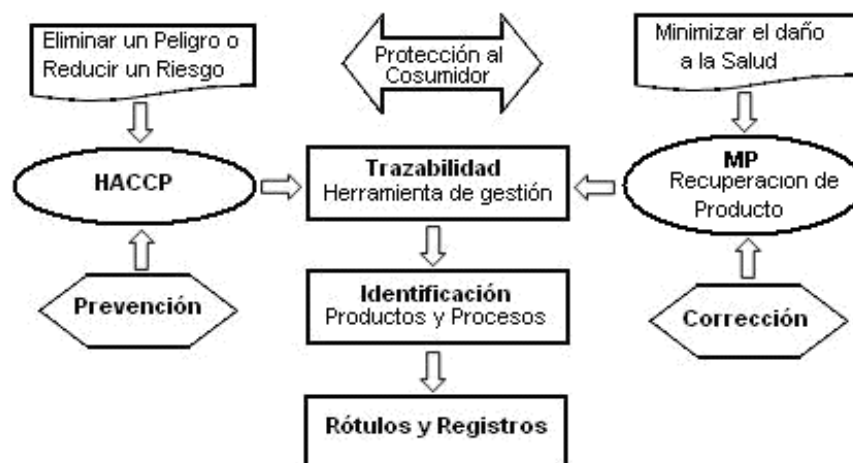 Eliminar un Peligro o
Reducir un Riesgo
Protección al
Cosumidor
Minimizar el daño
a la Salud
HACCP
Trazabilidad
Herramienta de gestión
MP
Recuperacion de
Producto
Prevención
Identificación
Productos y Procesos
Corrección
Rótulos y Registros